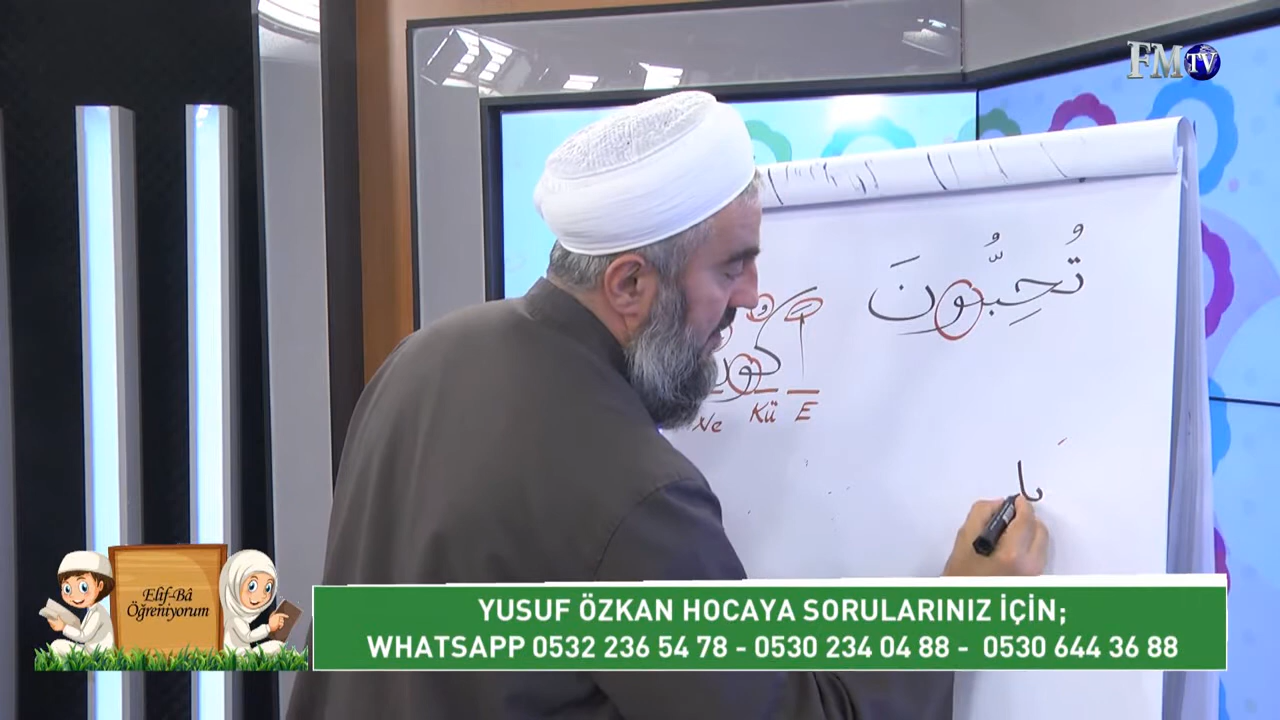 FM TV
تُحِبُّونَ
Ne Kü E
Elif-Bâ
Öğreniyorum
YUSUF ÖZKAN HOCAYA SORULARINIZ İÇİN;
WHATSAPP 0532 236 54 78 - 0530 234 04 88 - 0530 644 36 88